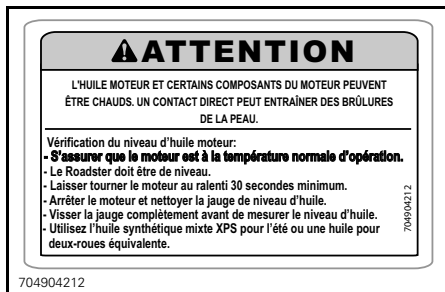 ATTENTION
L'HUILE MOTEUR ET CERTAINS COMPOSANTS DU MOTEUR PEUVENT
ÊTRE CHAUDS. UN CONTACT DIRECT PEUT ENTRAÎNER DES BRÛLURES
DE LA PEAU.
Vérification du niveau d'huile moteur:
- S'assurer que le moteur est à la température normale d'opération.
- Le Roadster doit être de niveau.
- Laisser tourner le moteur au ralenti 30 secondes minimum.
- Arrêter le moteur et nettoyer la jauge de niveau d'huile.
- Visser la jauge complètement avant de mesurer le niveau d'huile.
- Utilisez l'huile synthétique mixte XPS pour l'été ou une huile pour
deux-roues équivalente.
704904212
704904212